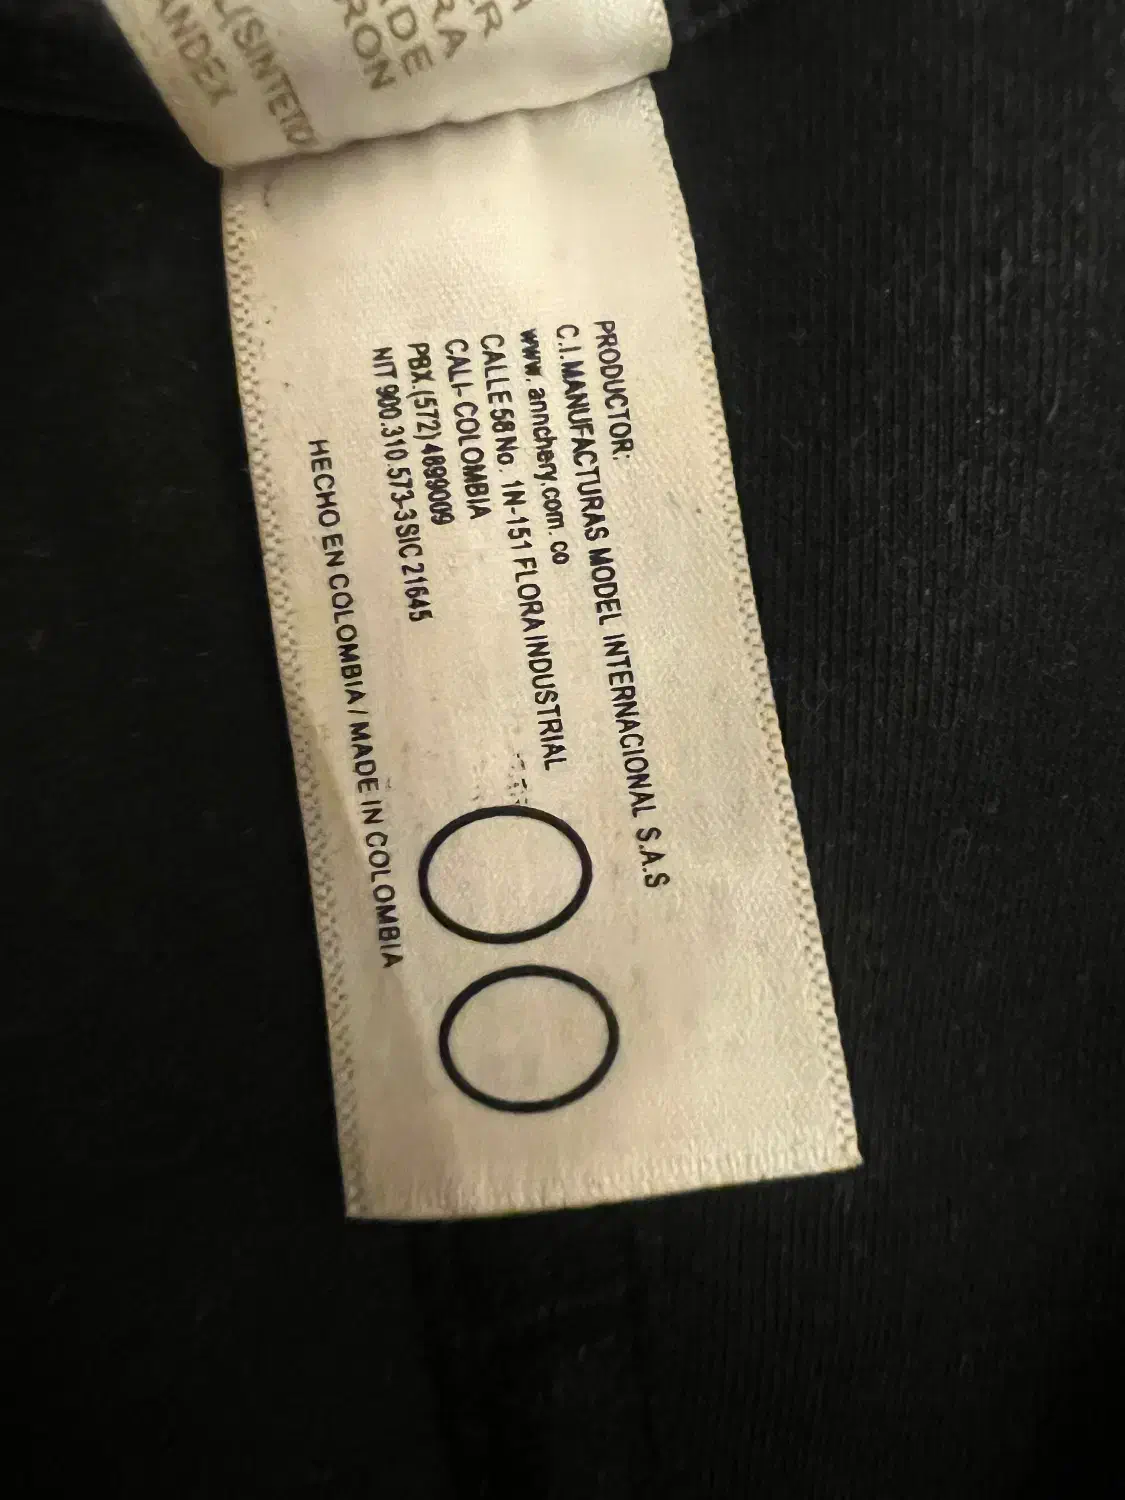 PRODUCTOR:
C.I.MANUFACTURAS MODEL INTERNACIONAL S.A.S
www.annchery.com.co
CALLE 58 No. 1N-151 FLORA INDUSTRIAL
CALI- COLOMBIA
PBX.(572) 4899009
NIT 900.310.573-3 SIC 21645
HECHO EN COLOMBIA / MADE IN COLOMBIA